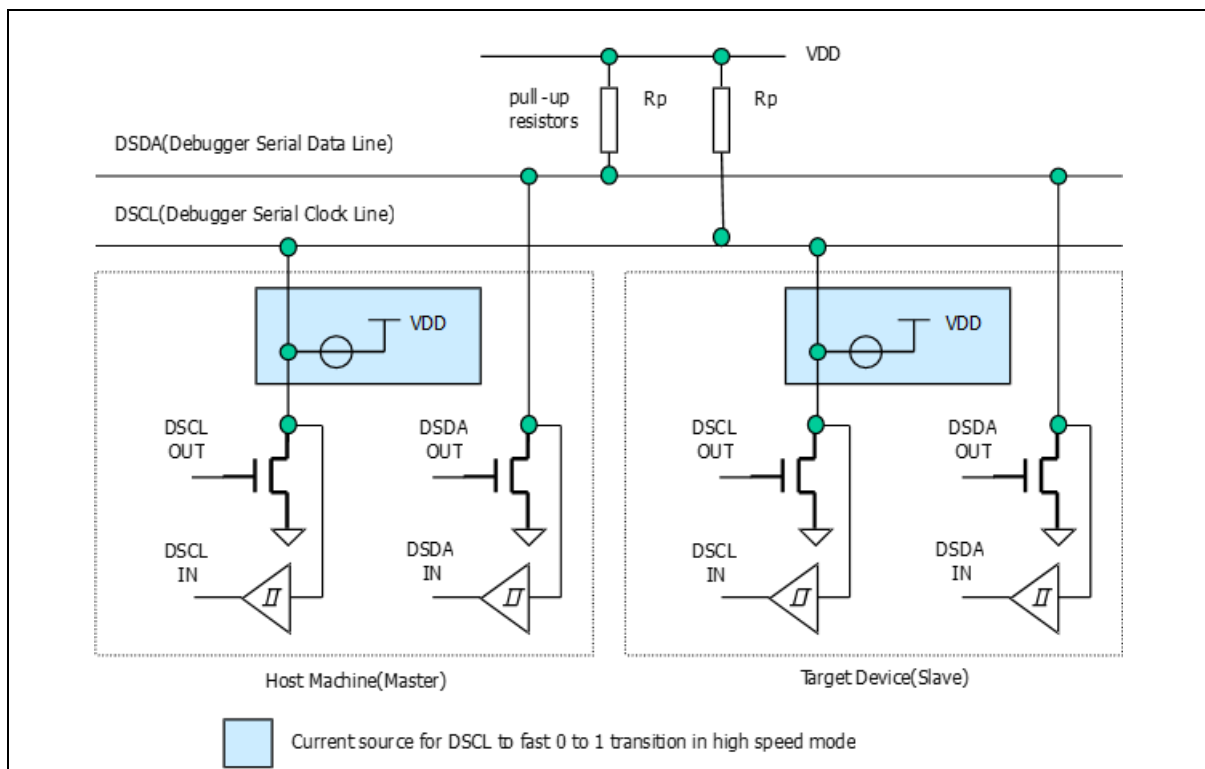 VDD
pull -up
resistors
Rp
Rp
DSDA(Debugger Serial Data Line)
DSCL(Debugger Serial Clock Line)
VDD
VDD
DSCL
OUT
DSDA
OUT
DSCL
OUT
DSDA
OUT
DSCL
IN
DSDA
IN
DSCL
IN
DSDA
IN
Host Machine(Master)
Target Device(Slave)
Current source for DSCL to fast 0 to 1 transition in high speed mode